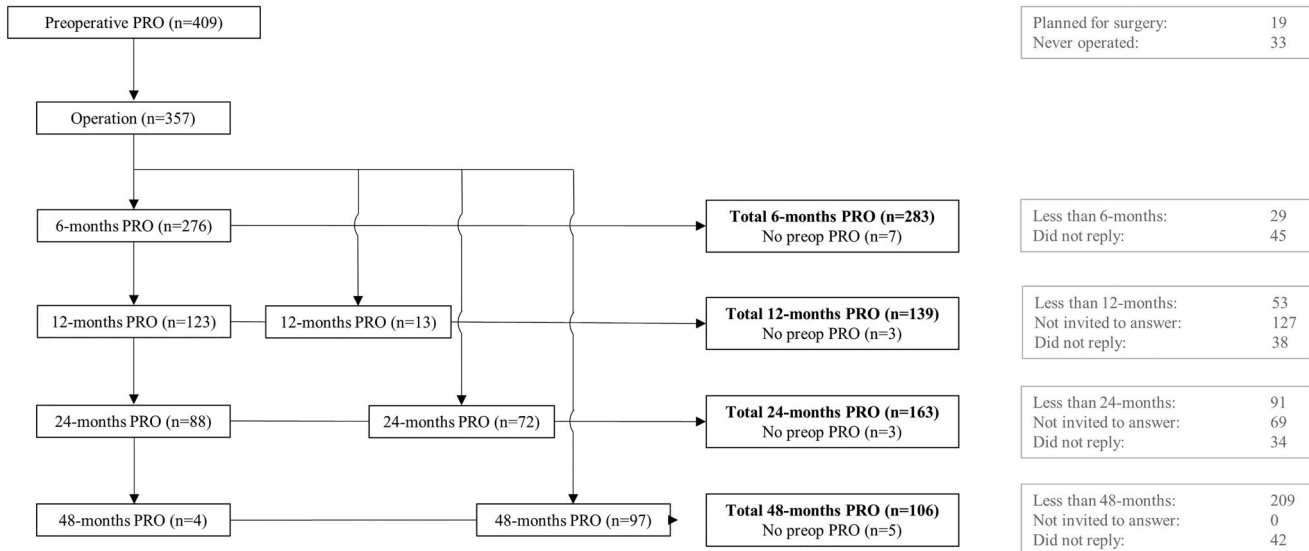 Preoperative PRO (n=409)
Planned for surgery: 19
Never operated: 33
Operation (n=357)
6-months PRO (n=276)
Total 6-months PRO (n=283)
No preop PRO (n=7)
Less than 6-months: 29
Did not reply: 45
12-months PRO (n=123)
12-months PRO (n=13)
Total 12-months PRO (n=139)
No preop PRO (n=3)
Less than 12-months: 53
Not invited to answer: 127
Did not reply: 38
24-months PRO (n=88)
24-months PRO (n=72)
Total 24-months PRO (n=163)
No preop PRO (n=3)
Less than 24-months: 91
Not invited to answer: 69
Did not reply: 34
48-months PRO (n=4)
48-months PRO (n=97)
Total 48-months PRO (n=106)
No preop PRO (n=5)
Less than 48-months: 209
Not invited to answer: 0
Did not reply: 42